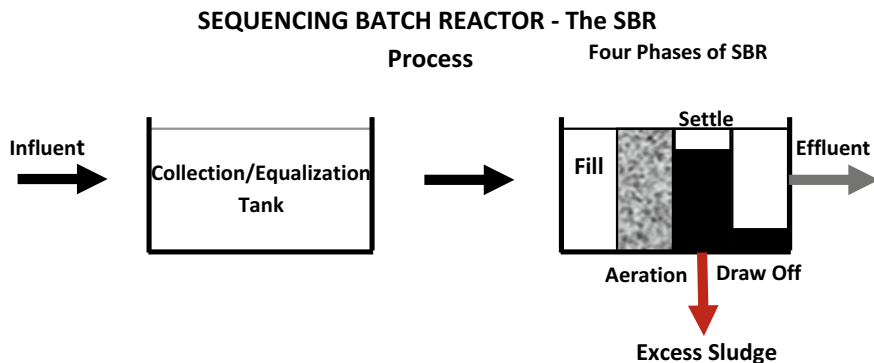 SEQUENCING BATCH REACTOR - The SBR
Process
Four Phases of SBR
Influent
Collection/Equalization
Tank
Settle
Fill
Effluent
Aeration
Draw Off
Excess Sludge